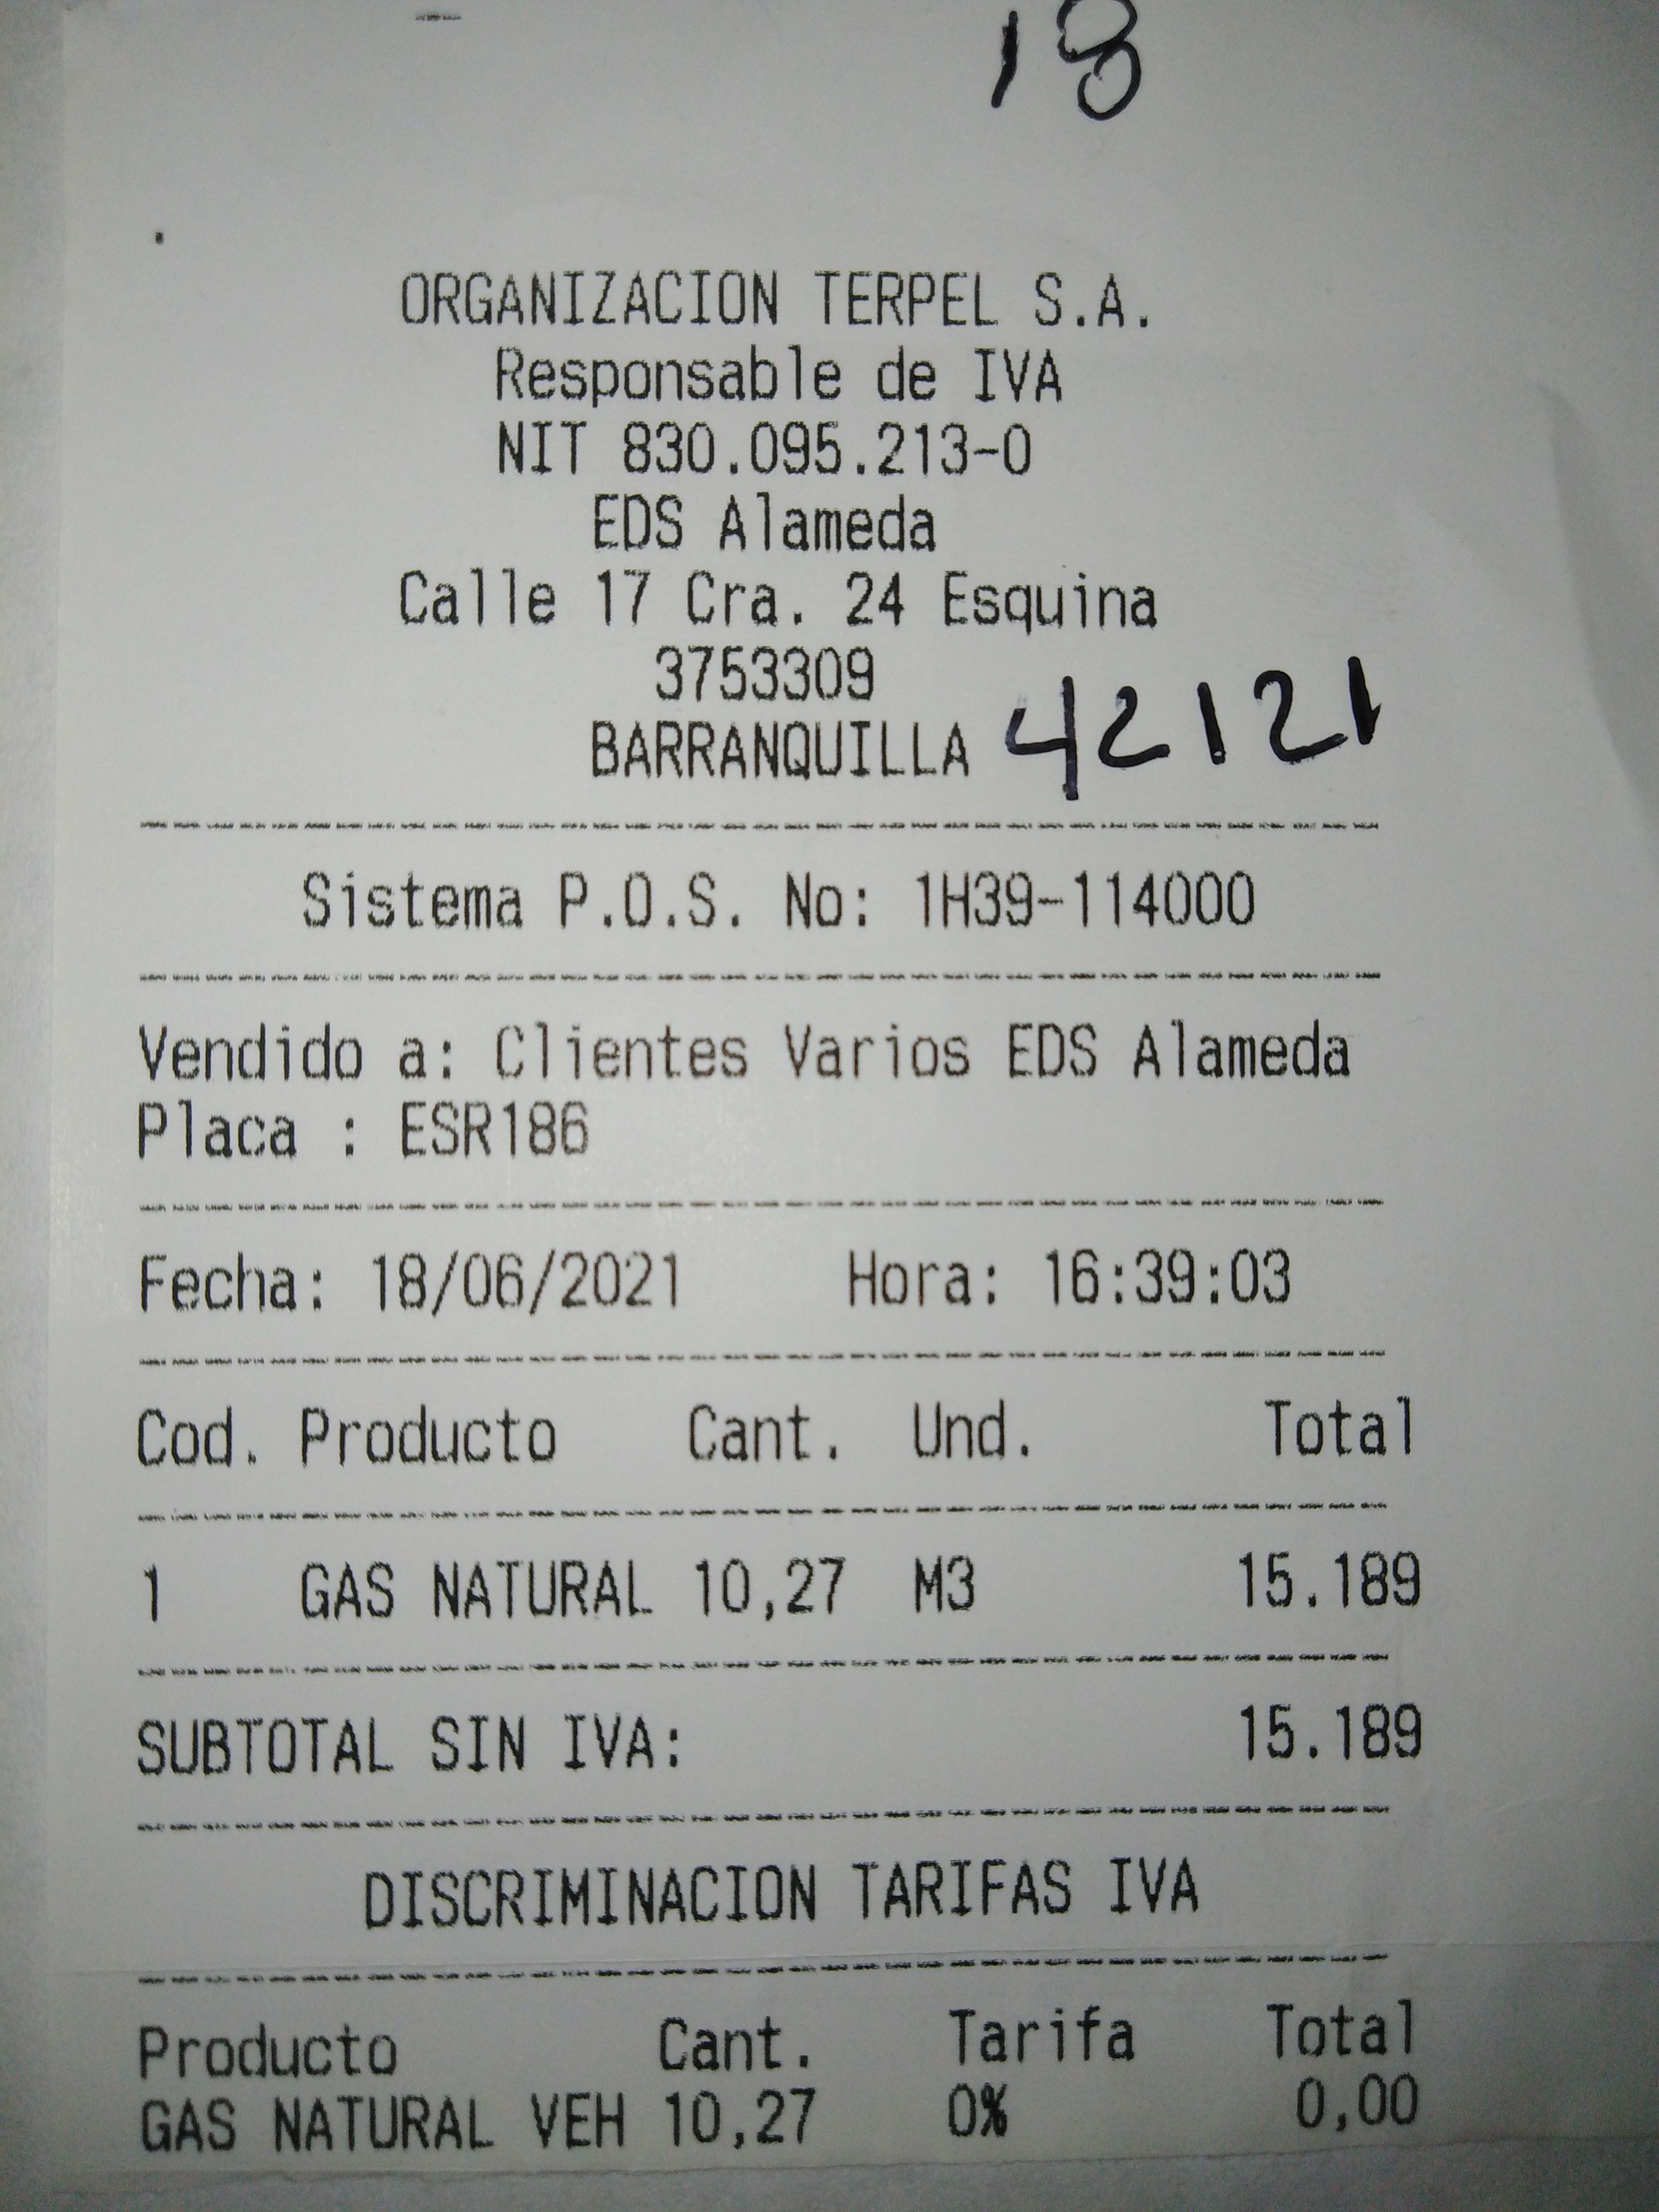 18
ORGANIZACION TERPEL S.A.
Responsable de IVA
NIT 830.095.213-0
EDS Alameda
Calle 17 Cra. 24 Esquina
3753309
BARRANQUILLA 42121
Sistema P.O.S. No: 1H39-114000
Vendido a: Clientes Varios EDS Alameda
Placa : ESR186
Fecha: 18/06/2021 Hora: 16:39:03
Cod. Producto Cant. Und. Total
1 GAS NATURAL 10,27 M3 15.189
SUBTOTAL SIN IVA: 15.189
DISCRIMINACION TARIFAS IVA
Producto Cant. Tarifa Total
GAS NATURAL VEH 10,27 0% 0,00